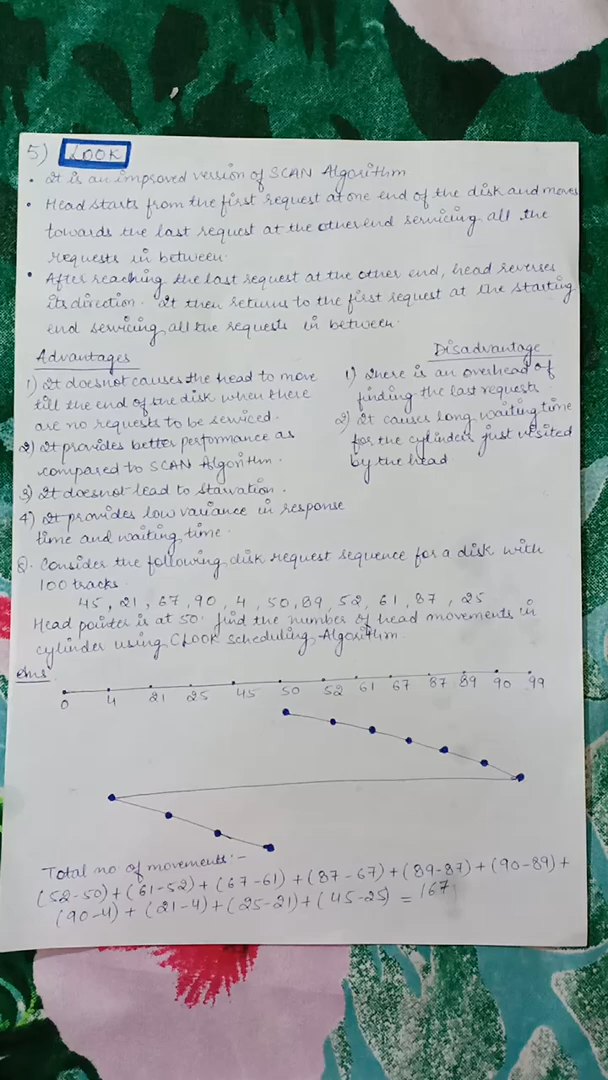 5) LOOK
• It is an improved version of SCAN Algorithm
• Head starts from the first request at one end of the disk and moves
towards the last request at the other end servicing all the
requests in between.
• After reaching the last request at the other end, head reverses
its direction. It then returns to the first request at the starting
end servicing all the requests in between.
Advantages
1) It doesnot causes the head to move
till the end of the disk when there
are no requests to be serviced.
2) It provides better performance as
compared to SCAN Algorithm.
3) It doesnot lead to starvation.
4) It provides low variance in response
time and waiting time.
Disadvantage
1) There is an overhead of
finding the last requests
2) It causes long waiting time
for the cylinders just visited
by the head
Q. Consider the following disk request sequence for a disk with
100 tracks
45, 21, 67, 90, 4, 50, 89, 52, 61, 87, 25
Head pointer is at 50. find the number of head movements in
cylinder using CLOOK scheduling Algorithm.
Ans
0 4 21 25 45 50 52 61 67 87 89 90 99
Total no of movements:-
(52-50)+(61-52)+(67-61)+(87-67)+(89-87)+(90-89)+
(90-4)+(21-4)+(25-21)+(45-25) = 167